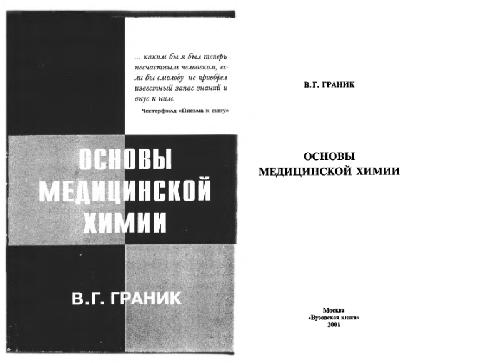 ... каким бы я был теперь
несчастным человеком, ес-
ли бы смолоду не приобрел
известный запас знаний и
вкус к ним.
Честерфилд «Письма к сыну»
ОСНОВЫ
МЕДИЦИНСКОЙ
ХИМИИ
В.Г. ГРАНИК
В.Г. ГРАНИК
ОСНОВЫ
МЕДИЦИНСКОЙ ХИМИИ
Москва
«Вузовская книга»
2001